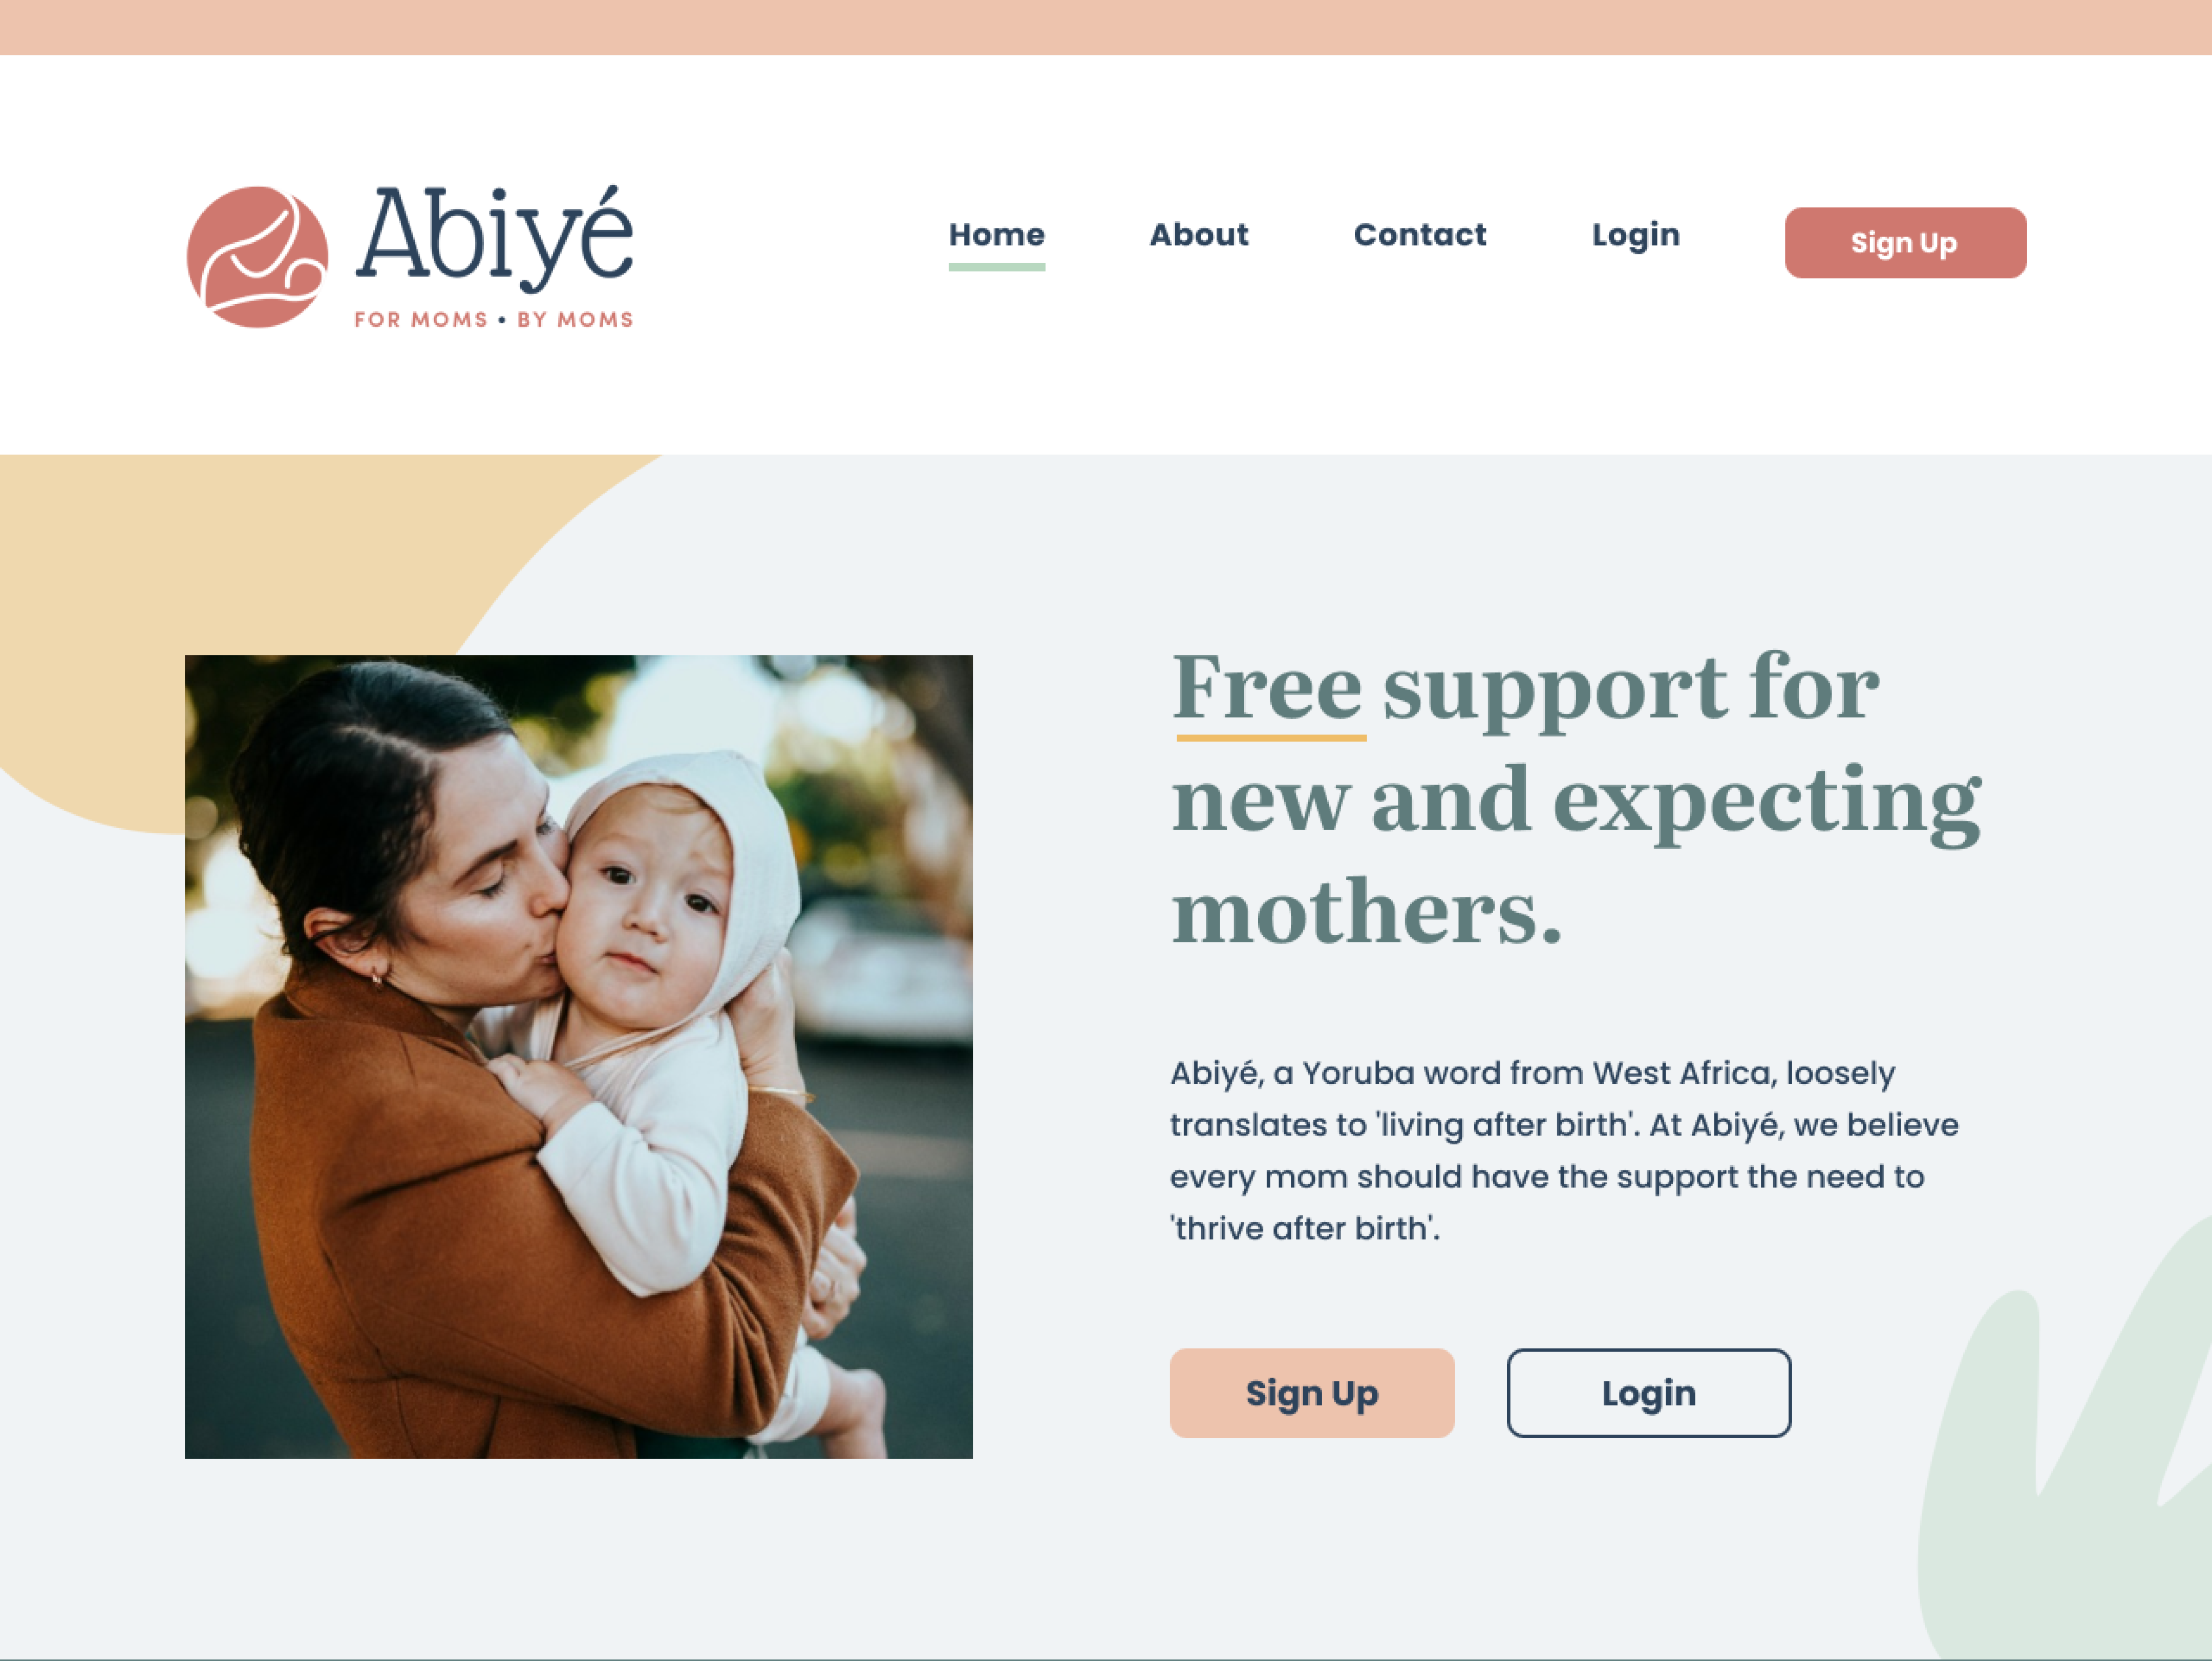 Abiyé
FOR MOMS • BY MOMS
Home
About
Contact
Login
Sign Up
Free support for
new and expecting
mothers.
Abiyé, a Yoruba word from West Africa, loosely
translates to 'living after birth'. At Abiyé, we believe
every mom should have the support the need to
'thrive after birth'.
Sign Up
Login